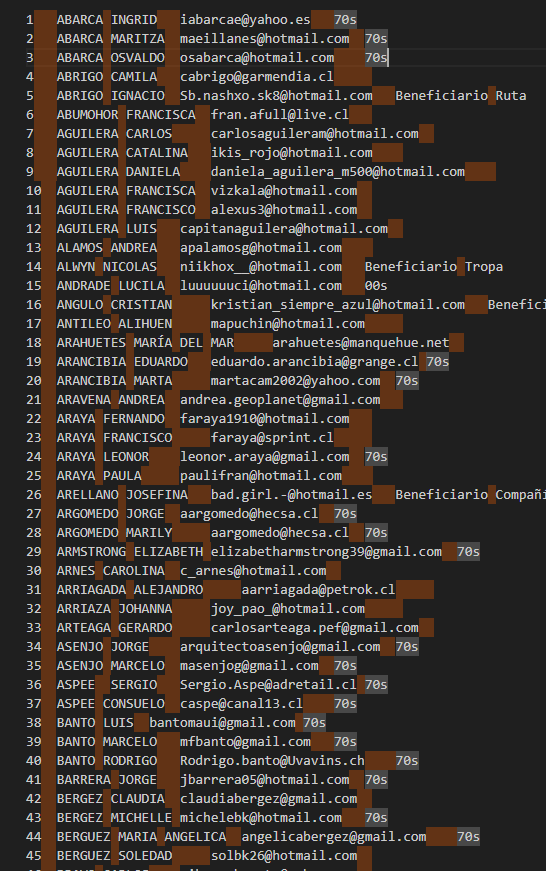 1 ABARCA INGRID iabarcae@yahoo.es 70s
2 ABARCA MARITZA maeillanes@hotmail.com 70s
3 ABARCA OSVALDO osabarca@hotmail.com 70s
4 ABRIGO CAMILA cabrigo@garmendia.cl
5 ABRIGO IGNACIO Sb.nashxo.sk8@hotmail.com Beneficiario Ruta
6 ABUMOHOR FRANCISCA fran.afull@live.cl
7 AGUILERA CARLOS carlosaguileram@hotmail.com
8 AGUILERA CATALINA ikis_rojo@hotmail.com
9 AGUILERA DANIELA daniela_aguilera_m500@hotmail.com
10 AGUILERA FRANCISCA vizkala@hotmail.com
11 AGUILERA FRANCISCO alexus3@hotmail.com
12 AGUILERA LUIS capitanaguilera@hotmail.com
13 ALAMOS ANDREA apalamosg@hotmail.com
14 ALWYN NICOLAS niikhox__@hotmail.com Beneficiario Tropa
15 ANDRADE LUCILA luuuuuuci@hotmail.com 00s
16 ANGULO CRISTIAN kristian_siempre_azul@hotmail.com Benefici
17 ANTILEO ALIHUEN mapuchin@hotmail.com
18 ARAHUETES MARÍA DEL MAR arahuetes@manquehue.net
19 ARANCIBIA EDUARDO eduardo.arancibia@grange.cl 70s
20 ARANCIBIA MARTA martacam2002@yahoo.com 70s
21 ARAVENA ANDREA andrea.geoplanet@gmail.com
22 ARAYA FERNANDO faraya1910@hotmail.com
23 ARAYA FRANCISCO faraya@sprint.cl
24 ARAYA LEONOR leonor.araya@gmail.com 70s
25 ARAYA PAULA paulifran@hotmail.com
26 ARELLANO JOSEFINA bad.girl.-@hotmail.es Beneficiario Compañí
27 ARGOMEDO JORGE aargomedo@hecsa.cl 70s
28 ARGOMEDO MARILY aargomedo@hecsa.cl 70s
29 ARMSTRONG ELIZABETH elizabetharmstrong39@gmail.com 70s
30 ARNES CAROLINA c_arnes@hotmail.com
31 ARRIAGADA ALEJANDRO aarriagada@petrok.cl
32 ARRIAZA JOHANNA joy_pao_@hotmail.com
33 ARTEAGA GERARDO carlosarteaga.pef@gmail.com
34 ASENJO JORGE arquitectoasenjo@gmail.com 70s
35 ASENJO MARCELO masenjog@gmail.com 70s
36 ASPEE SERGIO Sergio.Aspe@adretail.cl 70s
37 ASPEE CONSUELO caspe@canal13.cl 70s
38 BANTO LUIS bantomaui@gmail.com 70s
39 BANTO MARCELO mfbanto@gmail.com 70s
40 BANTO RODRIGO Rodrigo.banto@Uvavins.ch 70s
41 BARRERA JORGE jbarrera05@hotmail.com 70s
42 BERGEZ CLAUDIA claudiabergez@gmail.com
43 BERGEZ MICHELLE michelebk@hotmail.com 70s
44 BERGUEZ MARIA ANGELICA angelicabergez@gmail.com 70s
45 BERGUEZ SOLEDAD solbk26@hotmail.com